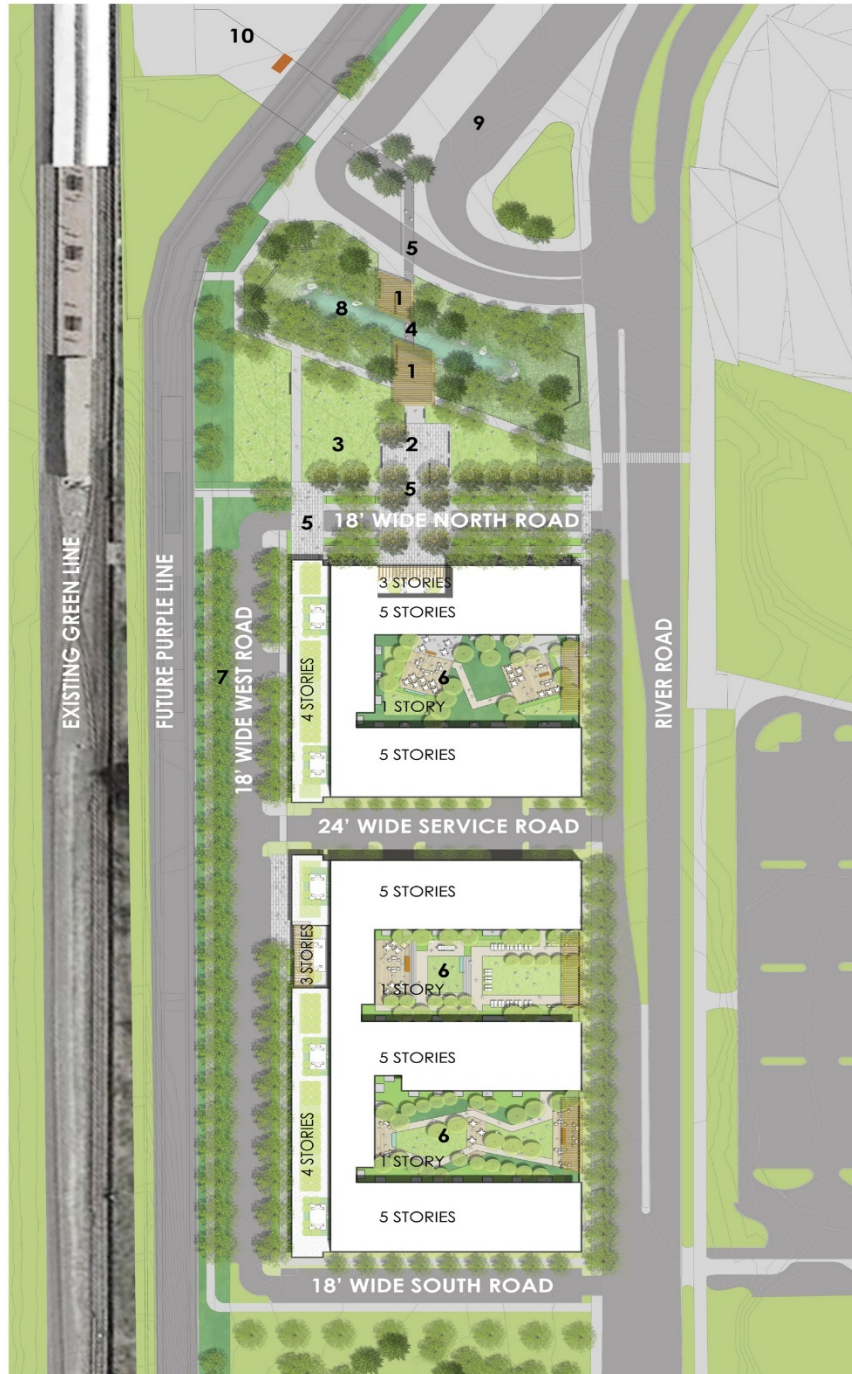 10
9
5
1
8
4
1
3
2
5
5
18' WIDE NORTH ROAD
3 STORIES
5 STORIES
EXISTING GREEN LINE
FUTURE PURPLE LINE
7
18' WIDE WEST ROAD
4 STORIES
6
1 STORY
RIVER ROAD
5 STORIES
24' WIDE SERVICE ROAD
5 STORIES
3 STORIES
6
1 STORY
5 STORIES
4 STORIES
6
1 STORY
5 STORIES
18' WIDE SOUTH ROAD